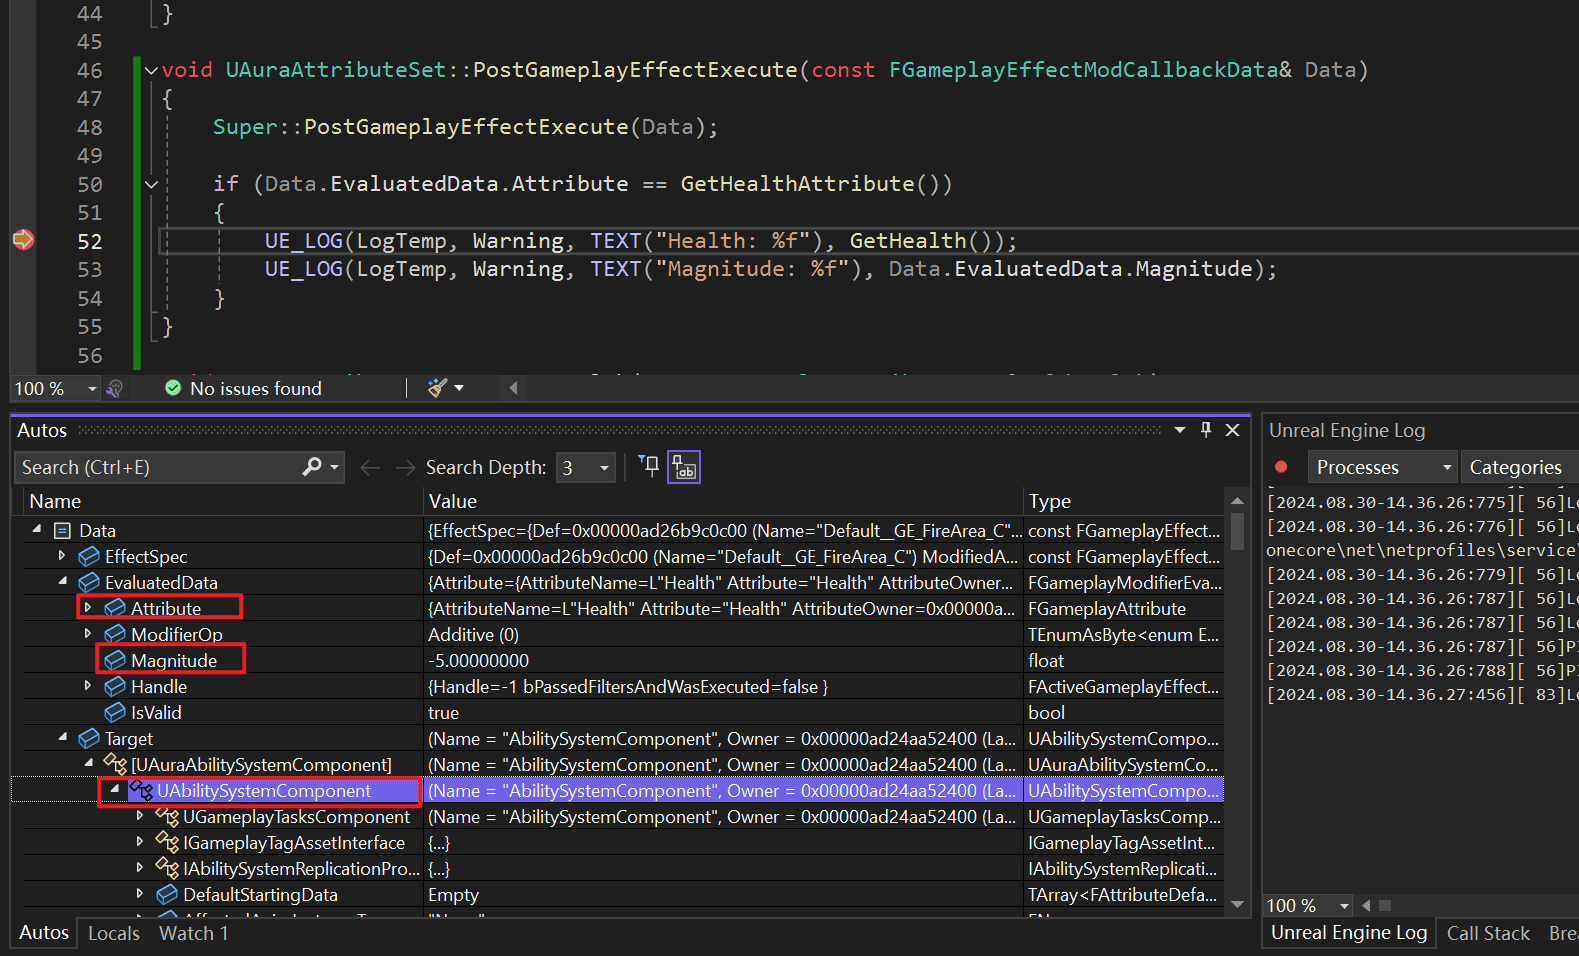 44 }
45
46 void UAuraAttributeSet::PostGameplayEffectExecute(const FGameplayEffectModCallbackData& Data)
47 {
48 Super::PostGameplayEffectExecute(Data);
49
50 if (Data.EvaluatedData.Attribute == GetHealthAttribute())
51 {
52 UE_LOG(LogTemp, Warning, TEXT("Health: %f"), GetHealth());
53 UE_LOG(LogTemp, Warning, TEXT("Magnitude: %f"), Data.EvaluatedData.Magnitude);
54 }
55 }
56
100 % No issues found
Autos
Search (Ctrl+E) Search Depth: 3
Name Value Type
Data {EffectSpec={Def=0x00000ad26b9c0c00 (Name="Default__GE_FireArea_C"... const FGameplayEffect...
EffectSpec {Def=0x00000ad26b9c0c00 (Name="Default__GE_FireArea_C") ModifiedA... const FGameplayEffect...
EvaluatedData {Attribute={AttributeName=L"Health" Attribute="Health" AttributeOwner... FGameplayModifierEva...
Attribute {AttributeName=L"Health" Attribute="Health" AttributeOwner=0x00000a... FGameplayAttribute
ModifierOp Additive (0) TEnumAsByte<enum E...
Magnitude -5.00000000 float
Handle {Handle=-1 bPassedFiltersAndWasExecuted=false } FActiveGameplayEffect...
IsValid true bool
Target (Name = "AbilitySystemComponent", Owner = 0x00000ad24aa52400 (La... UAbilitySystemCompo...
[UAuraAbilitySystemComponent] (Name = "AbilitySystemComponent", Owner = 0x00000ad24aa52400 (La... UAuraAbilitySystemCo...
UAbilitySystemComponent (Name = "AbilitySystemComponent", Owner = 0x00000ad24aa52400 (La... UAbilitySystemCompo...
UGameplayTasksComponent (Name = "AbilitySystemComponent", Owner = 0x00000ad24aa52400 (La... UGameplayTasksComp...
IGameplayTagAssetInterface {...} IGameplayTagAssetInt...
IAbilitySystemReplicationPro... {...} IAbilitySystemReplicati...
DefaultStartingData Empty TArray<FAttributeDefa...
Autos Locals Watch 1
Unreal Engine Log
Processes Categories
[2024.08.30-14.36.26:775][ 56]Lo
[2024.08.30-14.36.26:776][ 56]Lo
onecore\net\netprofiles\service\
[2024.08.30-14.36.26:779][ 56]Lo
[2024.08.30-14.36.26:787][ 56]Lo
[2024.08.30-14.36.26:787][ 56]Lo
[2024.08.30-14.36.26:787][ 56]P
[2024.08.30-14.36.26:788][ 56]P
[2024.08.30-14.36.27:456][ 83]Lo
100 %
Unreal Engine Log Call Stack Brea